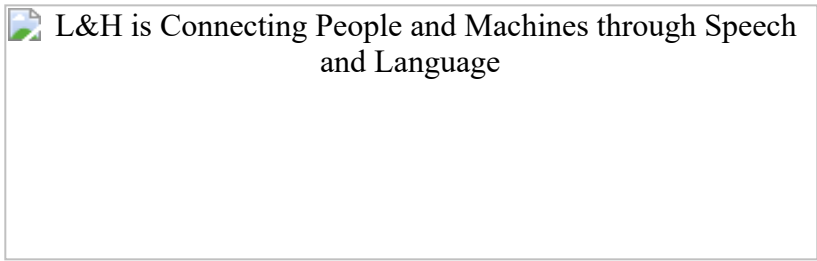 L&H is Connecting People and Machines through Speech
and Language